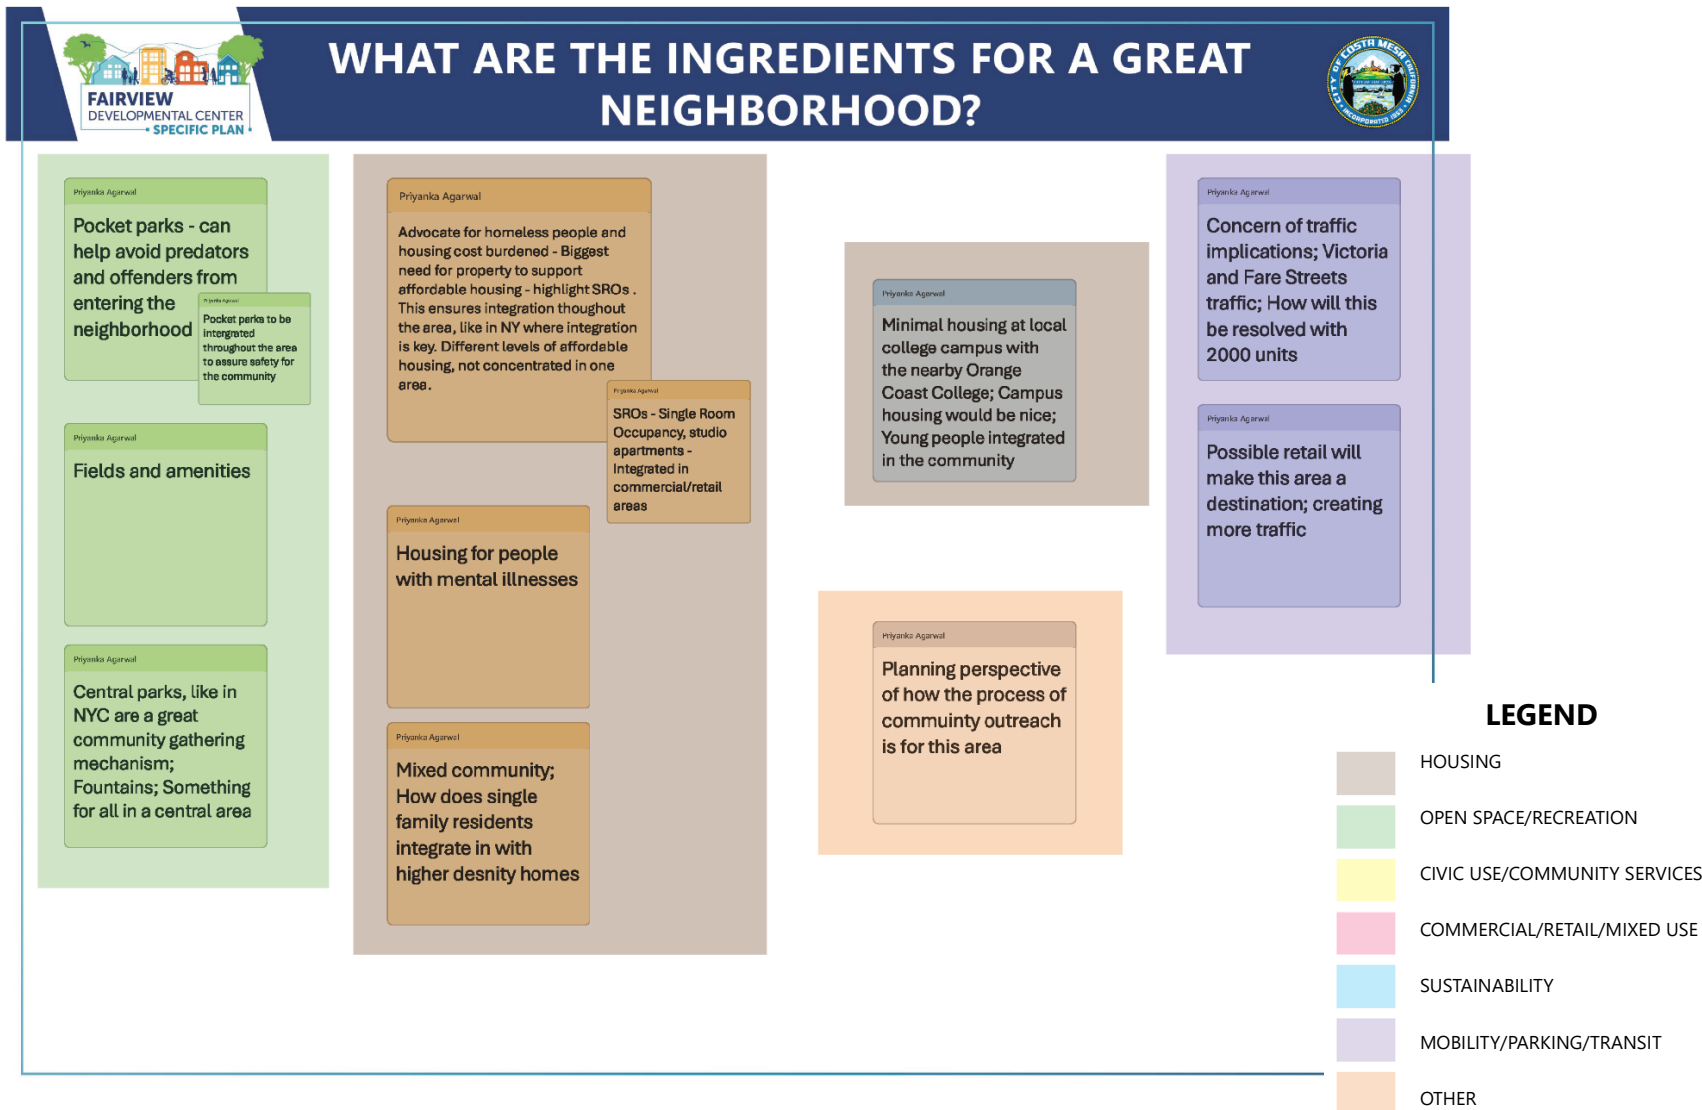 FAIRVIEW
DEVELOPMENTAL CENTER
SPECIFIC PLAN
WHAT ARE THE INGREDIENTS FOR A GREAT
NEIGHBORHOOD?
CITY OF COSTA MESA CALIFORNIA
INCORPORATED 1953
Priyanka Agarwal
Pocket parks - can
help avoid predators
and offenders from
entering the
neighborhood
Priyanka Agarwal
Pocket parks to be
intergrated
throughout the area
to assure safety for
the community
Priyanka Agarwal
Fields and amenities
Priyanka Agarwal
Central parks, like in
NYC are a great
community gathering
mechanism;
Fountains; Something
for all in a central area
Priyanka Agarwal
Advocate for homeless people and
housing cost burdened - Biggest
need for property to support
affordable housing - highlight SROs .
This ensures integration thoughout
the area, like in NY where integration
is key. Different levels of affordable
housing, not concentrated in one
area.
Priyanka Agarwal
SROs - Single Room
Occupancy, studio
apartments -
Integrated in
commercial/retail
areas
Priyanka Agarwal
Housing for people
with mental illnesses
Priyanka Agarwal
Mixed community;
How does single
family residents
integrate in with
higher desnity homes
Priyanka Agarwal
Minimal housing at local
college campus with
the nearby Orange
Coast College; Campus
housing would be nice;
Young people integrated
in the community
Priyanka Agarwal
Planning perspective
of how the process of
commuinty outreach
is for this area
Priyanka Agarwal
Concern of traffic
implications; Victoria
and Fare Streets
traffic; How will this
be resolved with
2000 units
Priyanka Agarwal
Possible retail will
make this area a
destination; creating
more traffic
LEGEND
HOUSING
OPEN SPACE/RECREATION
CIVIC USE/COMMUNITY SERVICES
COMMERCIAL/RETAIL/MIXED USE
SUSTAINABILITY
MOBILITY/PARKING/TRANSIT
OTHER